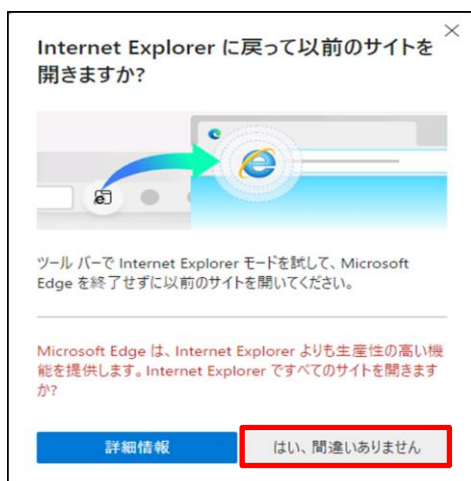 Internet Explorer に戻って以前のサイトを
開きますか?
ツール バーで Internet Explorer モードを試して、Microsoft
Edge を終了せずに以前のサイトを開いてください。
Microsoft Edge は、Internet Explorer よりも生産性の高い機
能を提供します。Internet Explorer ですべてのサイトを開きます
か?
詳細情報
はい、間違いありません